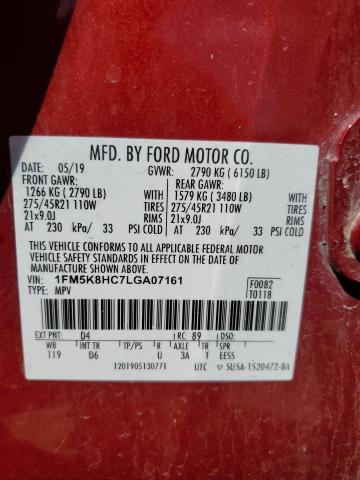 MFD. BY FORD MOTOR CO.
DATE: 05/19 GVWR: 2790 KG ( 6150 LB)
FRONT GAWR: REAR GAWR:
1266 KG ( 2790 LB) WITH 1579 KG ( 3480 LB) WITH
275/45R21 110W TIRES 275/45R21 110W TIRES
21x9.0J RIMS 21x9.0J RIMS
AT 230 kPa/ 33 PSI COLD AT 230 kPa/ 33 PSI COLD
THIS VEHICLE CONFORMS TO ALL APPLICABLE FEDERAL MOTOR
VEHICLE SAFETY STANDARDS IN EFFECT ON THE DATE OF MANUFACTURE
SHOWN ABOVE.
VIN: 1FM5K8HC7LGA07161
TYPE: MPV
F0082
T0118
EXT PNT: D4 RC: 89 DSO:
WB INT TR TP/PS R AXLE TR SPR
119 D6 U 3A T EESS
1201905130771 UTC 5U5A-1520472-BA